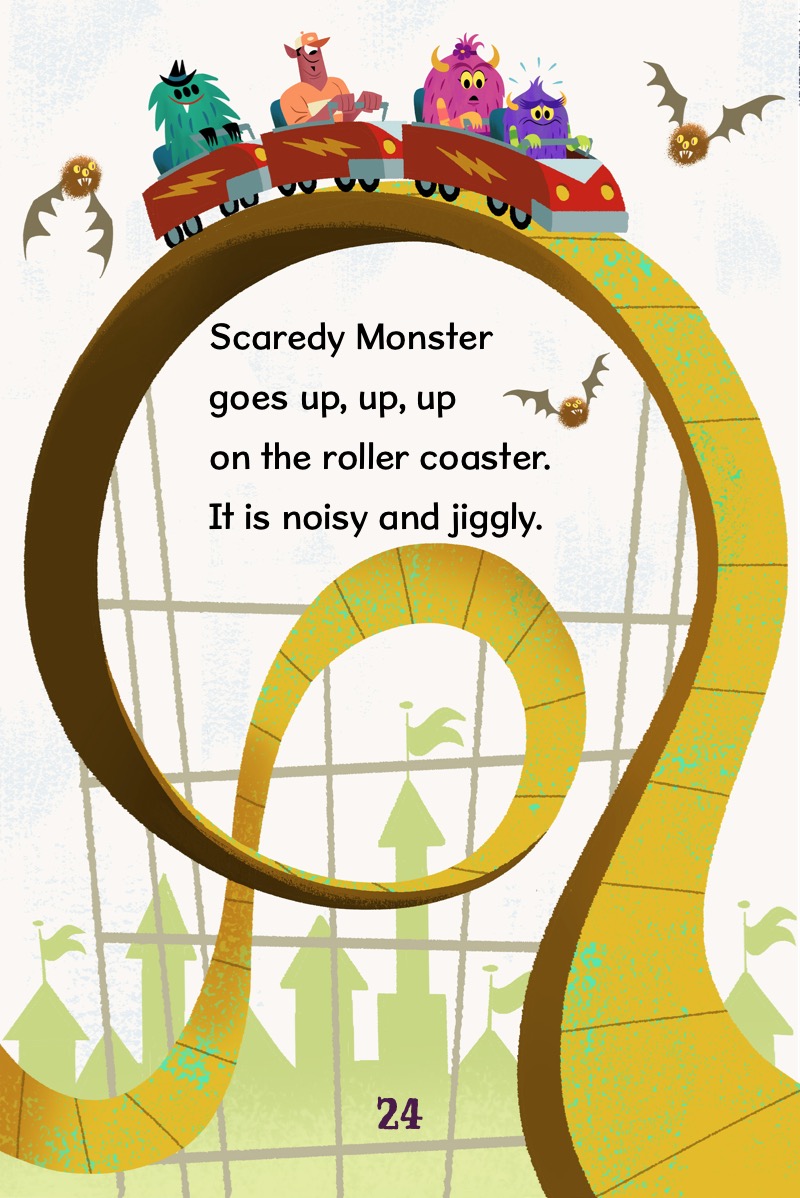 Scaredy Monster
goes up, up, up
on the roller coaster.
It is noisy and jiggly.
24